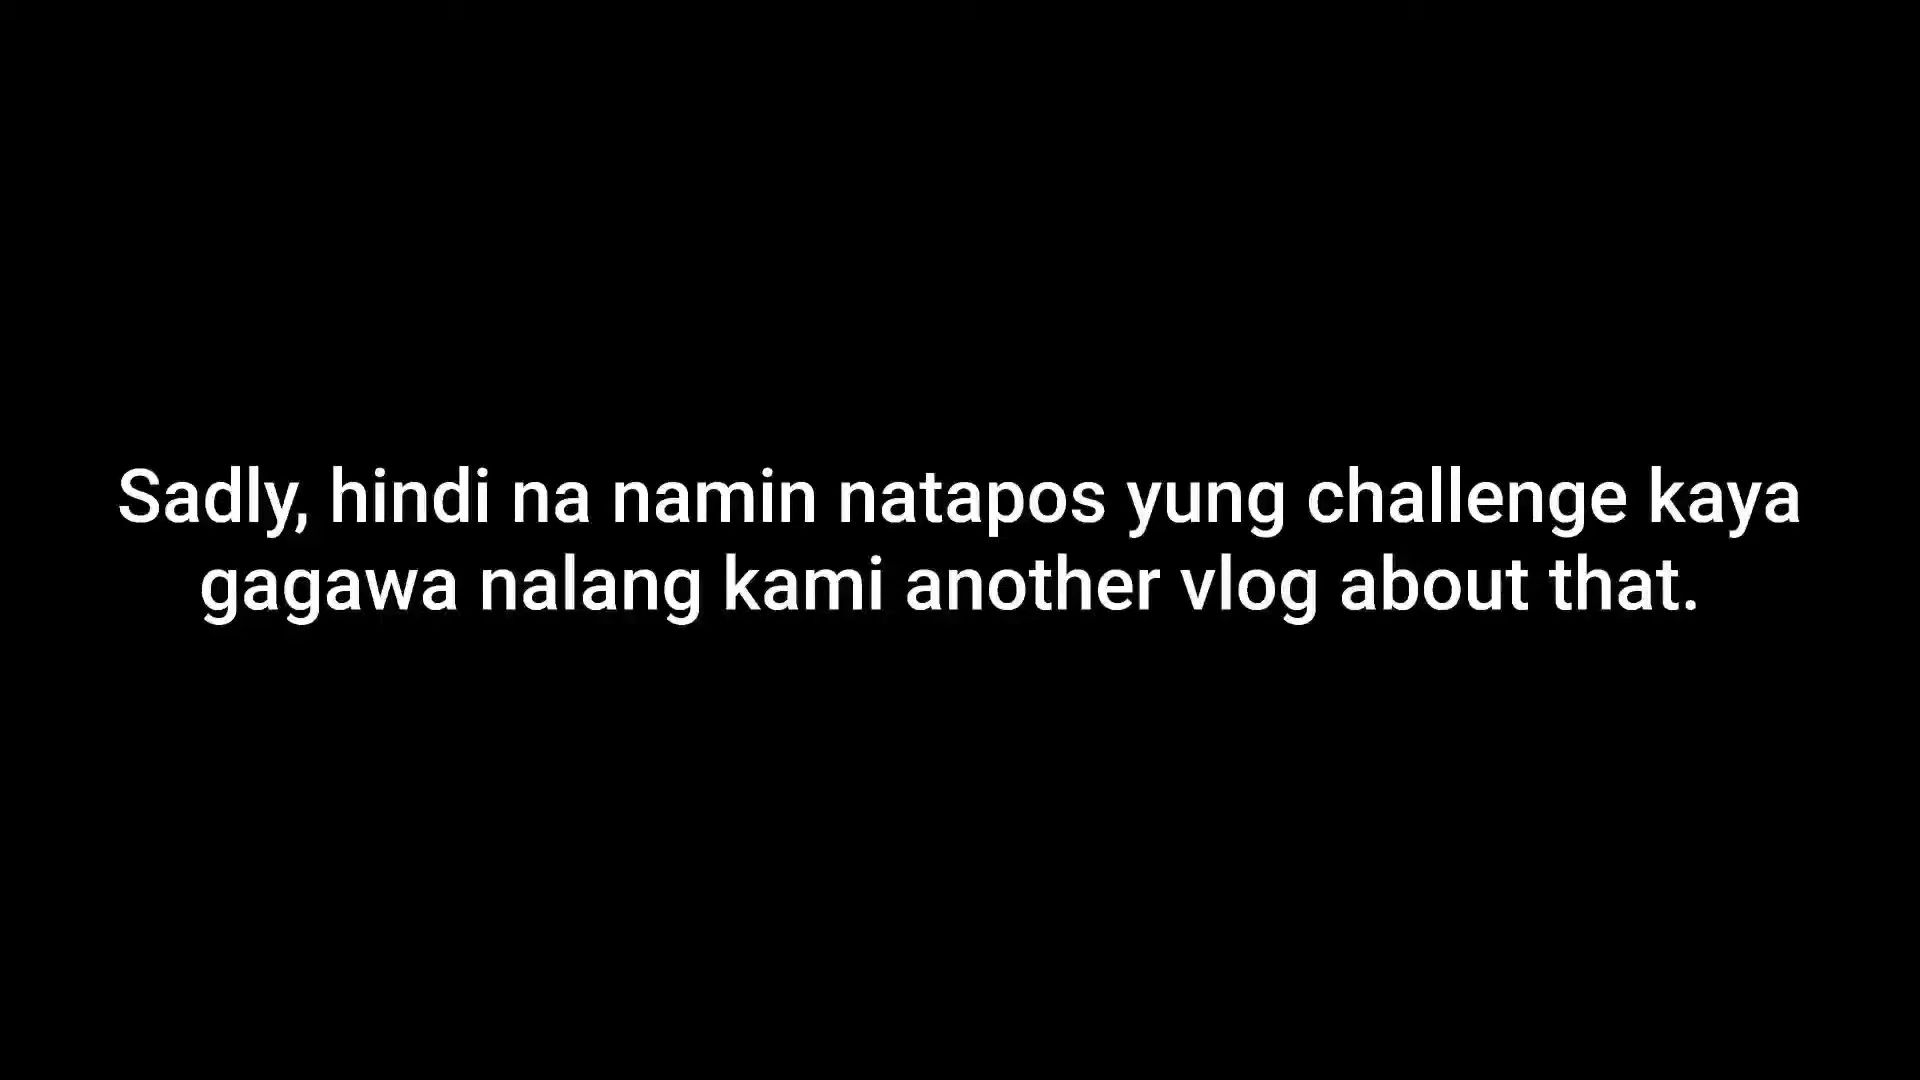 Sadly, hindi na namin natapos yung challenge kaya
gagawa nalang kami another vlog about that.